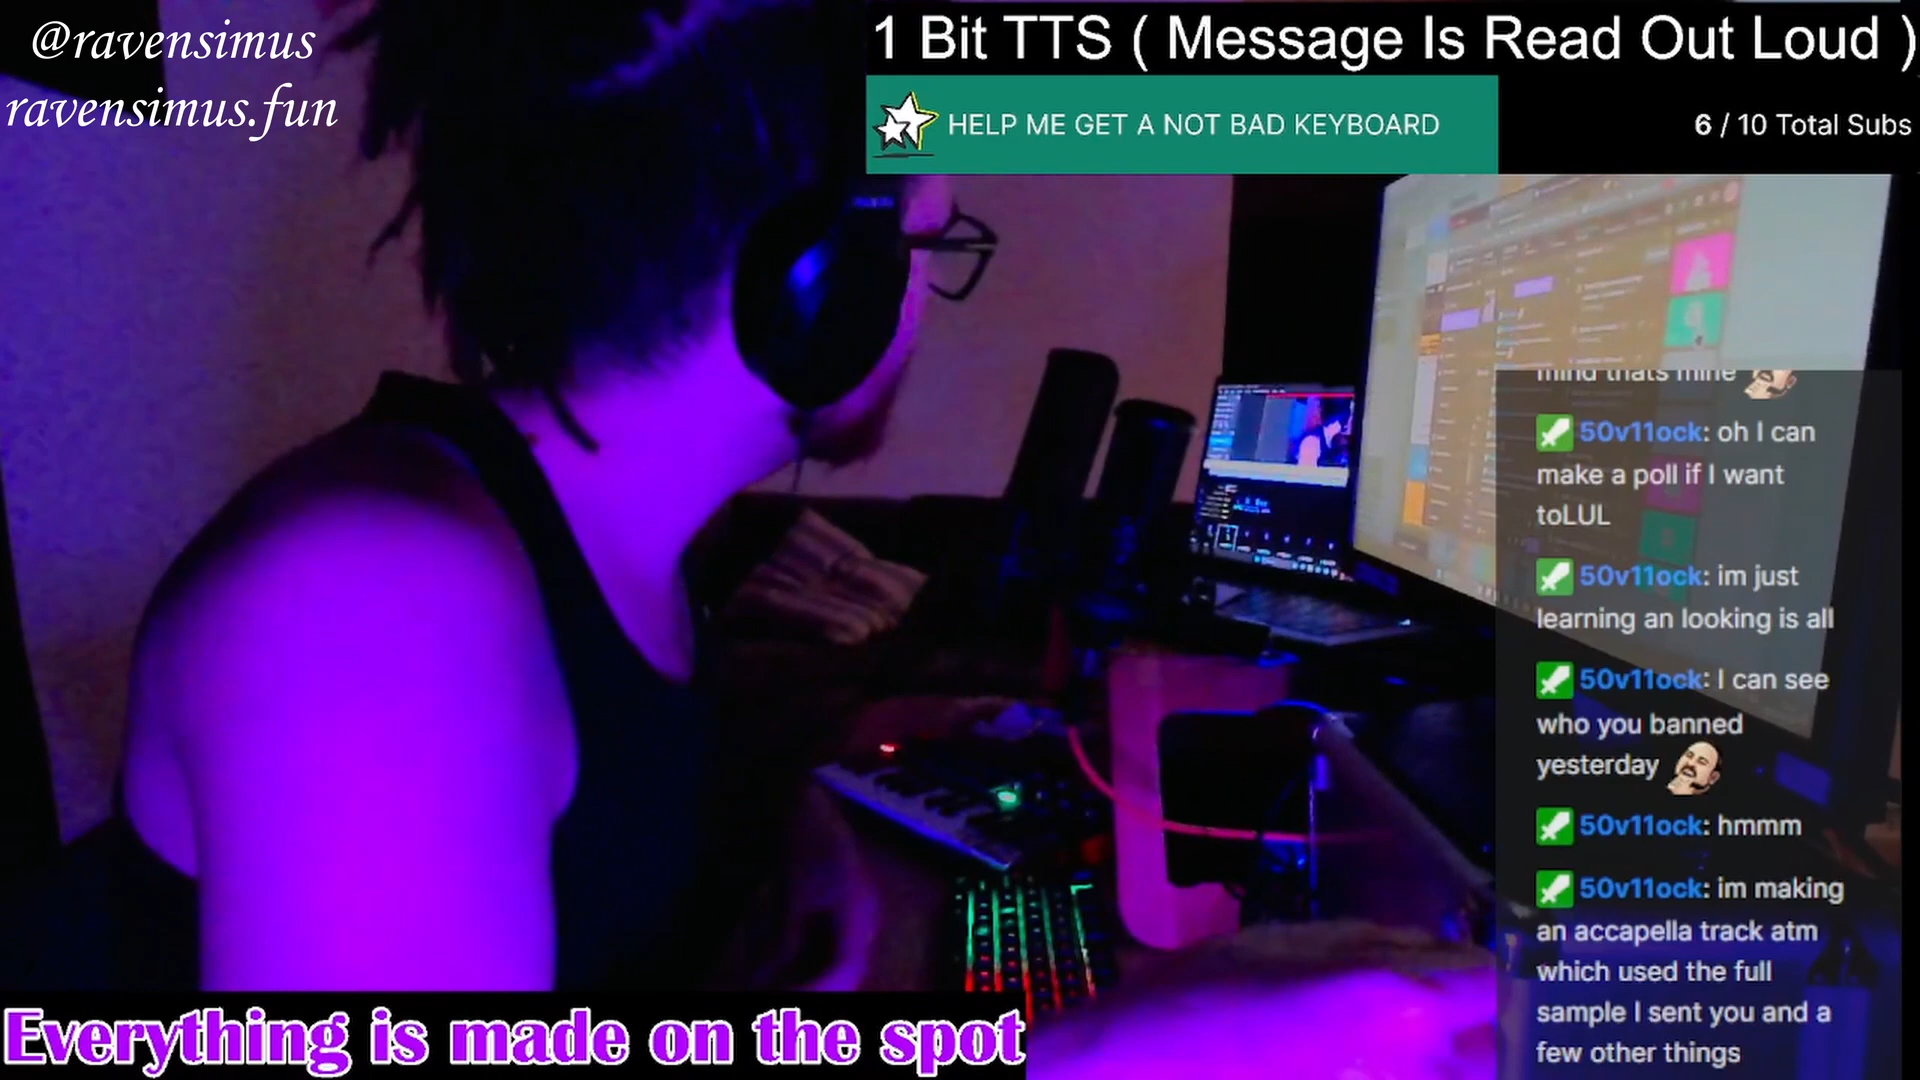 @ravensimus
ravensimus.fun
1 Bit TTS ( Message Is Read Out Loud )
HELP ME GET A NOT BAD KEYBOARD
6 / 10 Total Subs
mind thats mine
50v11ock: oh I can
make a poll if I want
toLUL
50v11ock: im just
learning an looking is all
50v11ock: I can see
who you banned
yesterday
50v11ock: hmmm
50v11ock: im making
an accapella track atm
which used the full
sample I sent you and a
few other things
Everything is made on the spot